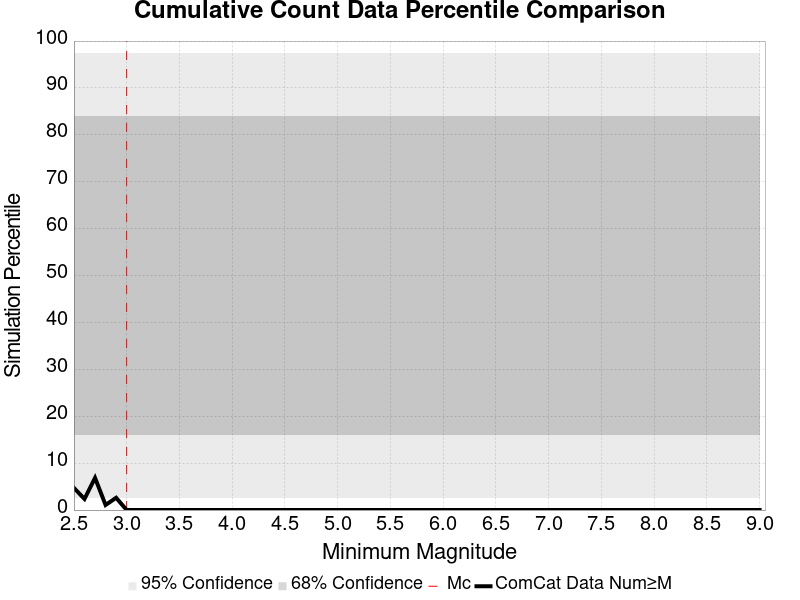 Cumulative Count Data Percentile Comparison
100
90
80
70
60
50
40
30
20
10
0
Simulation Percentile
2.5 3.0 3.5 4.0 4.5 5.0 5.5 6.0 6.5 7.0 7.5 8.0 8.5 9.0
Minimum Magnitude
95% Confidence 68% Confidence Mc ComCat Data Num≥M